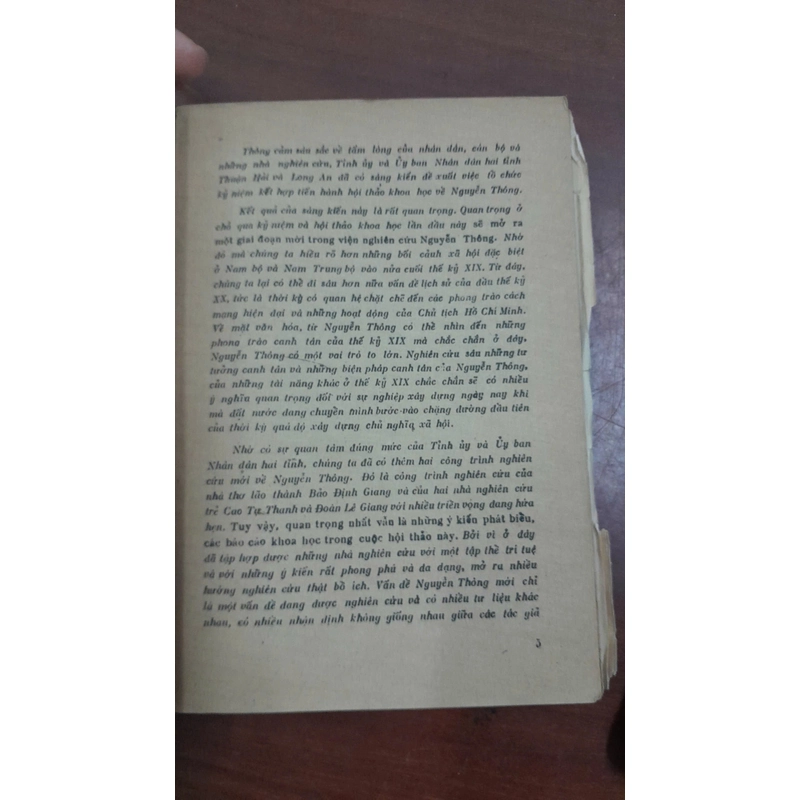 Thông cảm sâu sắc về tấm lòng của nhân dân, cán bộ và
những nhà nghiên cứu, Tỉnh ủy và Ủy ban Nhân dân hai tỉnh
Thuận Hải và Long An đã có sáng kiến đề xuất việc tổ chức
kỷ niệm kết hợp tiến hành hội thảo khoa học về Nguyễn Thông.
Kết quả của sáng kiến này là rất quan trọng. Quan trọng ở
chỗ qua kỷ niệm và hội thảo khoa học lần đầu này sẽ mở ra
một giai đoạn mới trong viện nghiên cứu Nguyễn Thông. Nhờ
đó mà chúng ta hiểu rõ hơn những bối cảnh xã hội đặc biệt
ở Nam bộ và Nam Trung bộ vào nửa cuối thế kỷ XIX. Từ đây,
chúng ta lại có thể đi sâu hơn nữa vấn đề lịch sử của đầu thế kỷ
XX, tức là thời kỳ có quan hệ chặt chẽ đến các phong trào cách
mạng hiện đại và những hoạt động của Chủ tịch Hồ Chí Minh.
Về mặt văn hóa, từ Nguyễn Thông có thể nhìn đến những
phong trào canh tân của thế kỷ XIX mà chắc chắn ở đây,
Nguyễn Thông có một vai trò to lớn. Nghiên cứu sâu những tư
tưởng canh tân và những biện pháp canh tân của Nguyễn Thông,
của những tài năng khác ở thế kỷ XIX chắc chắn sẽ có nhiều
ý nghĩa quan trọng đối với sự nghiệp xây dựng ngày nay khi
mà đất nước đang chuyển mình bước-vào chặng đường đầu tiên
của thời kỳ quá độ xây dựng chủ nghĩa xã hội.
Nhờ có sự quan tâm đúng mức của Tỉnh ủy và Ủy ban
Nhân dân hai tỉnh, chúng ta đã có thêm hai công trình nghiên
cứu mới về Nguyễn Thông. Đó là công trình nghiên cứu của
nhà thơ lão thành Bảo Định Giang và của hai nhà nghiên cứu
trẻ Cao Tự Thanh và Đoàn Lê Giang với nhiều triển vọng đang hứa
hẹn. Tuy vậy, quan trọng nhất vẫn là những ý kiến phát biểu,
các báo cáo khoa học trong cuộc hội thảo này. Bởi vì ở đây
đã tập hợp được những nhà nghiên cứu với một tập thể trí tuệ
và với những ý kiến rất phong phú và đa dạng, mở ra nhiều
hướng nghiên cứu thật bổ ích. Vấn đề Nguyễn Thông mới chỉ
là một vấn đề đang được nghiên cứu và có nhiều tư liệu khác
nhau, có nhiều nhận định không giống nhau giữa các tác giả